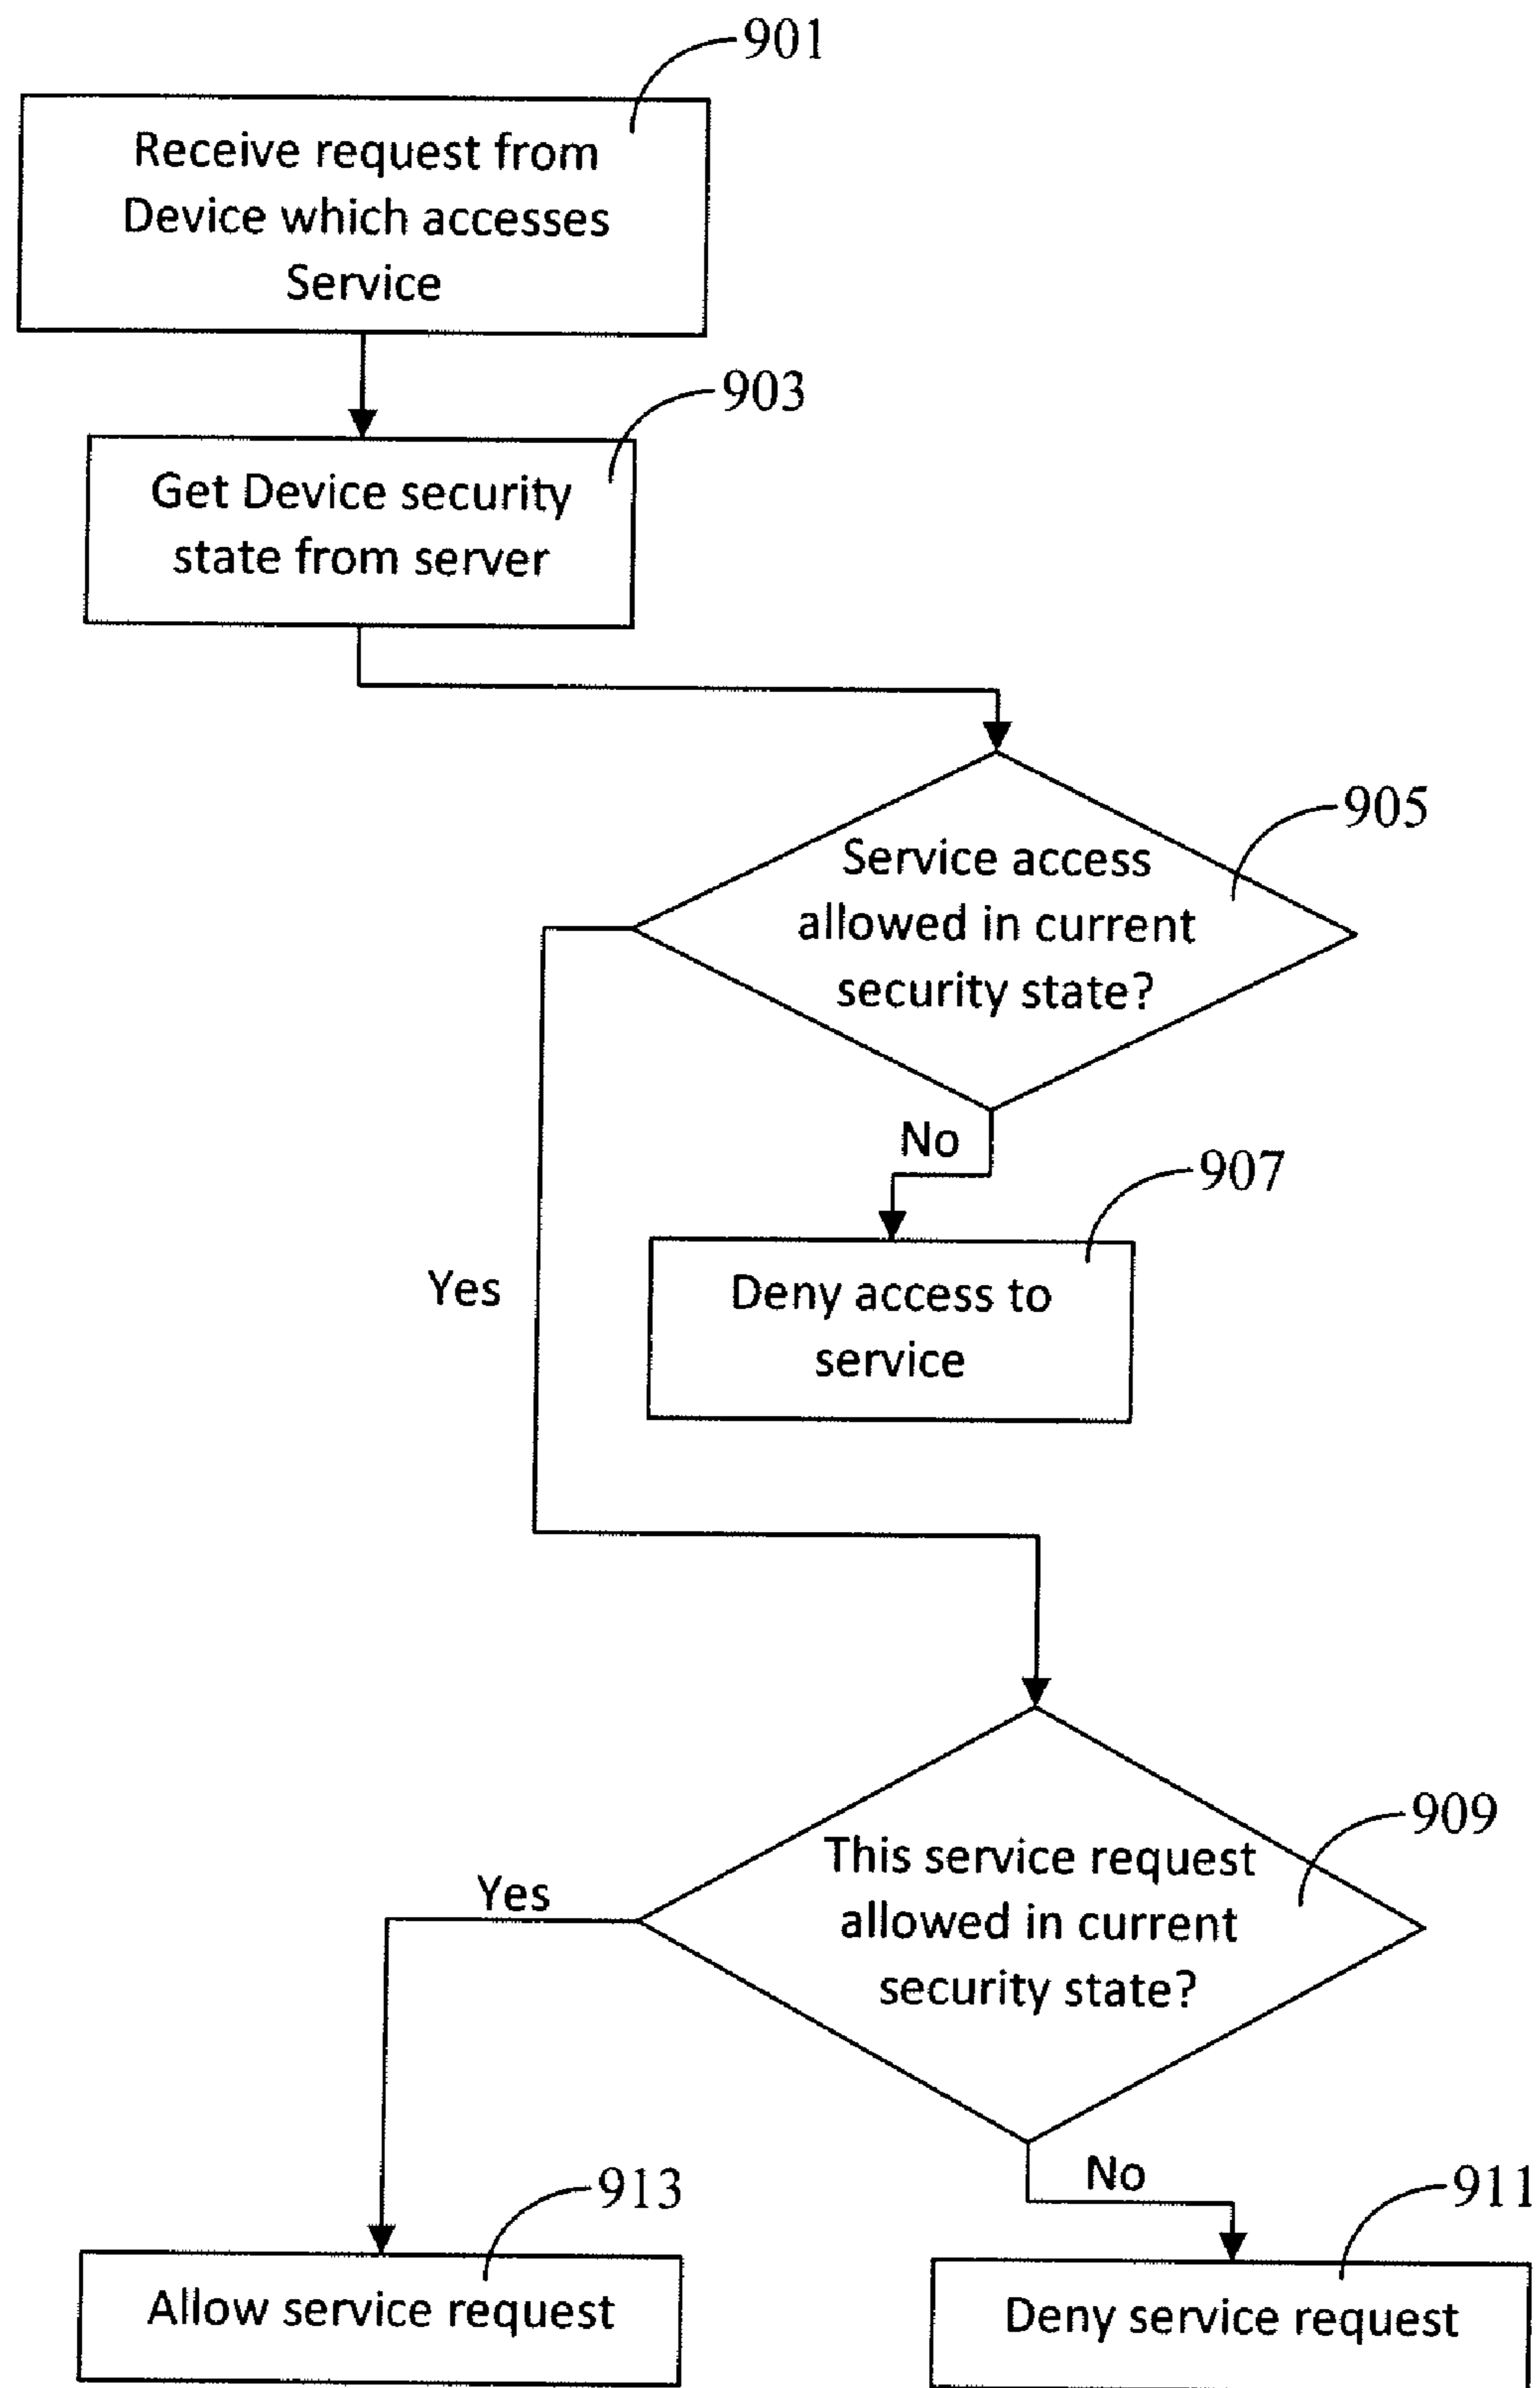 901
Receive request from
Device which accesses
Service
903
Get Device security
state from server
905
Service access
allowed in current
security state?
No
907
Yes
Deny access to
service
909
This service request
allowed in current
security state?
Yes
No
913
911
Allow service request
Deny service request